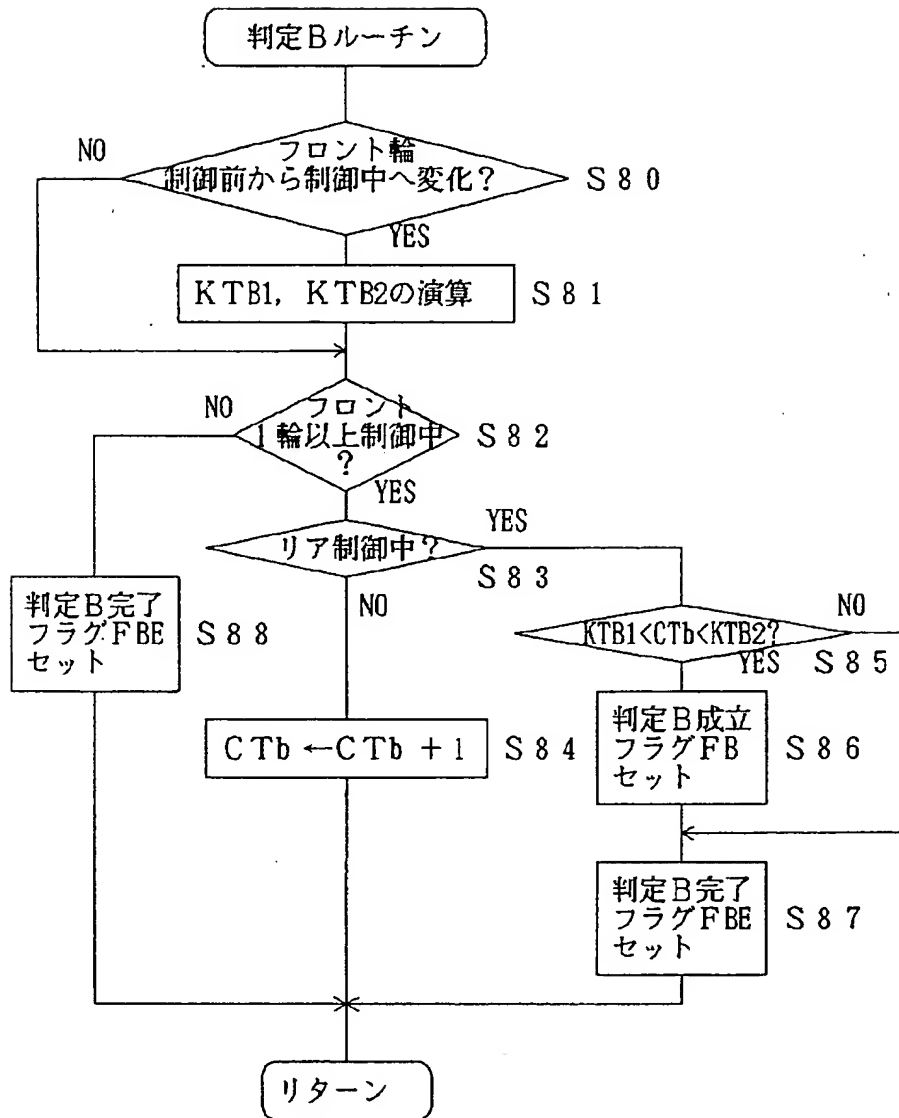 判定Bルーチン
NO
フロント輪
制御前から制御中へ変化？
S80
YES
KTB1, KTB2の演算
S81
NO
フロント
1輪以上制御中
？
S82
YES
リア制御中？
YES
S83
NO
判定B完了
フラグFBE
セット
S88
KTB1<CTb<KTB2?
NO
YES
S85
CTb←CTb+1
S84
判定B成立
フラグFB
セット
S86
判定B完了
フラグFBE
セット
S87
リターン